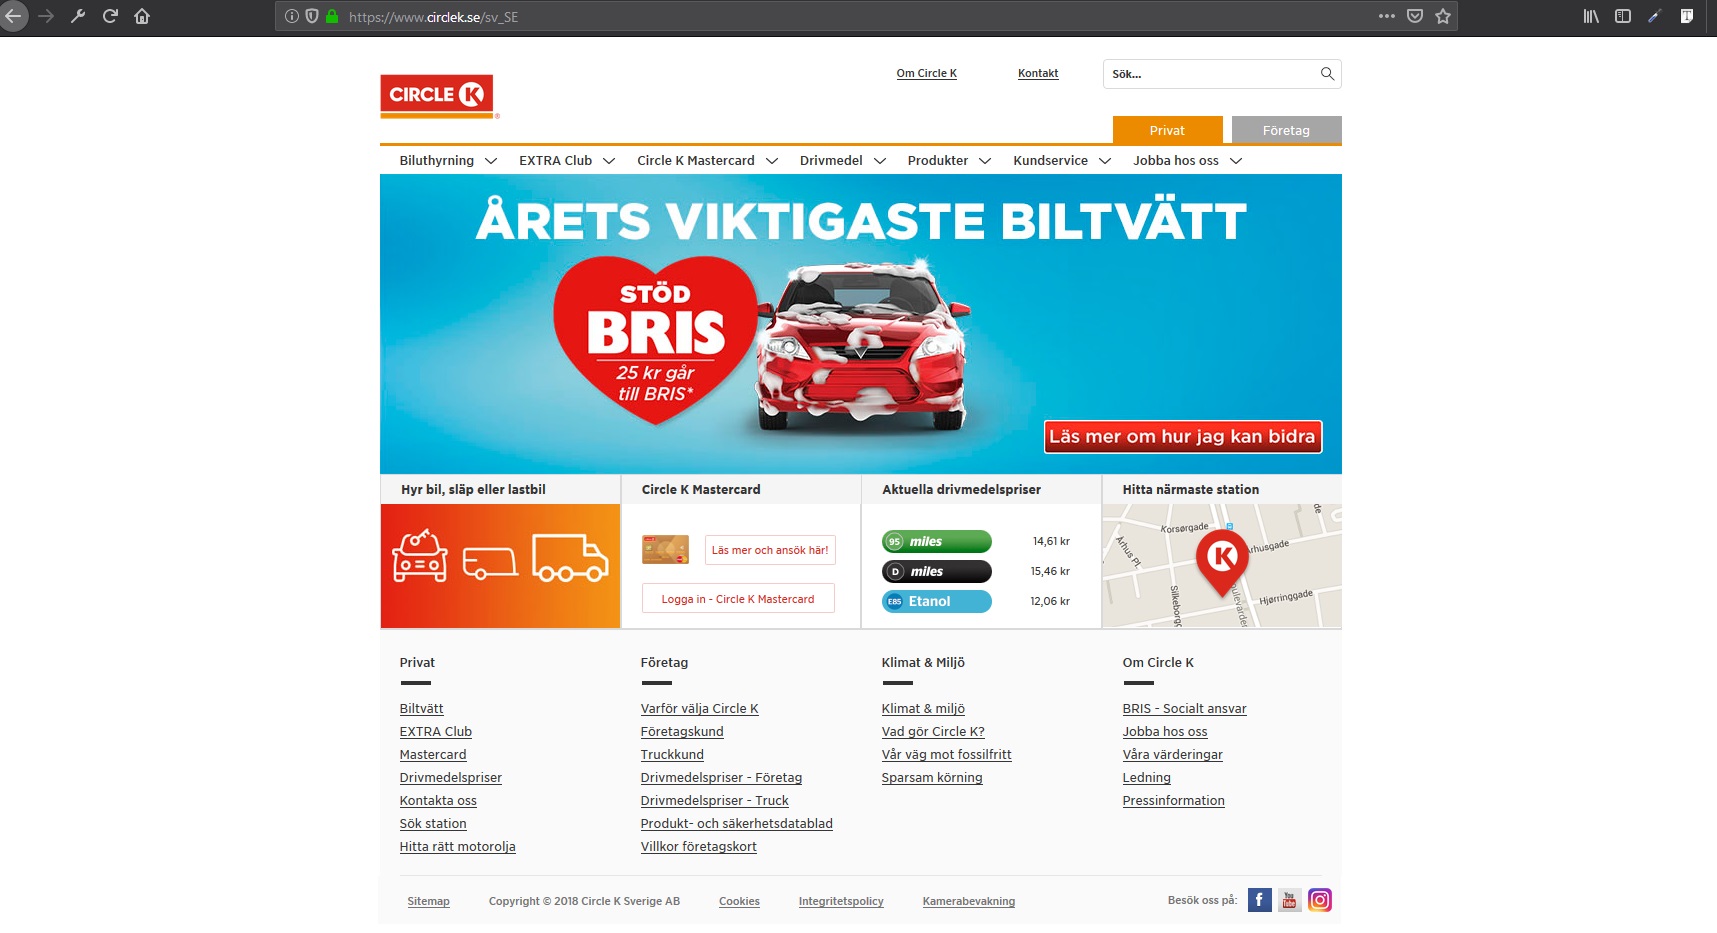 https://www.circlek.se/sv_SE
Om Circle K
Kontakt
Sök...
CIRCLE K
Privat
Företag
Biluthyrning
EXTRA Club
Circle K Mastercard
Drivmedel
Produkter
Kundservice
Jobba hos oss
ÅRETS VIKTIGASTE BILTVÄTT
STÖD
BRIS
25 kr går
till BRIS*
Läs mer om hur jag kan bidra
Hyr bil, släp eller lastbil
Circle K Mastercard
Läs mer och ansök här!
Logga in - Circle K Mastercard
Aktuella drivmedelspriser
95 miles 14,61 kr
D miles 15,46 kr
E85 Etanol 12,06 kr
Hitta närmaste station
Korsørgade
Århus Pl.
Århusgade
K
Hjørringgade
Privat
Biltvätt
EXTRA Club
Mastercard
Drivmedelspriser
Kontakta oss
Sök station
Hitta rätt motorolja
Företag
Varför välja Circle K
Företagskund
Truckkund
Drivmedelspriser - Företag
Drivmedelspriser - Truck
Produkt- och säkerhetsdatablad
Villkor företagskort
Klimat & Miljö
Klimat & miljö
Vad gör Circle K?
Vår väg mot fossilfritt
Sparsam körning
Om Circle K
BRIS - Socialt ansvar
Jobba hos oss
Våra värderingar
Ledning
Pressinformation
Sitemap
Copyright © 2018 Circle K Sverige AB
Cookies
Integritetspolicy
Kamerabevakning
Besök oss på:
f
You
Tube